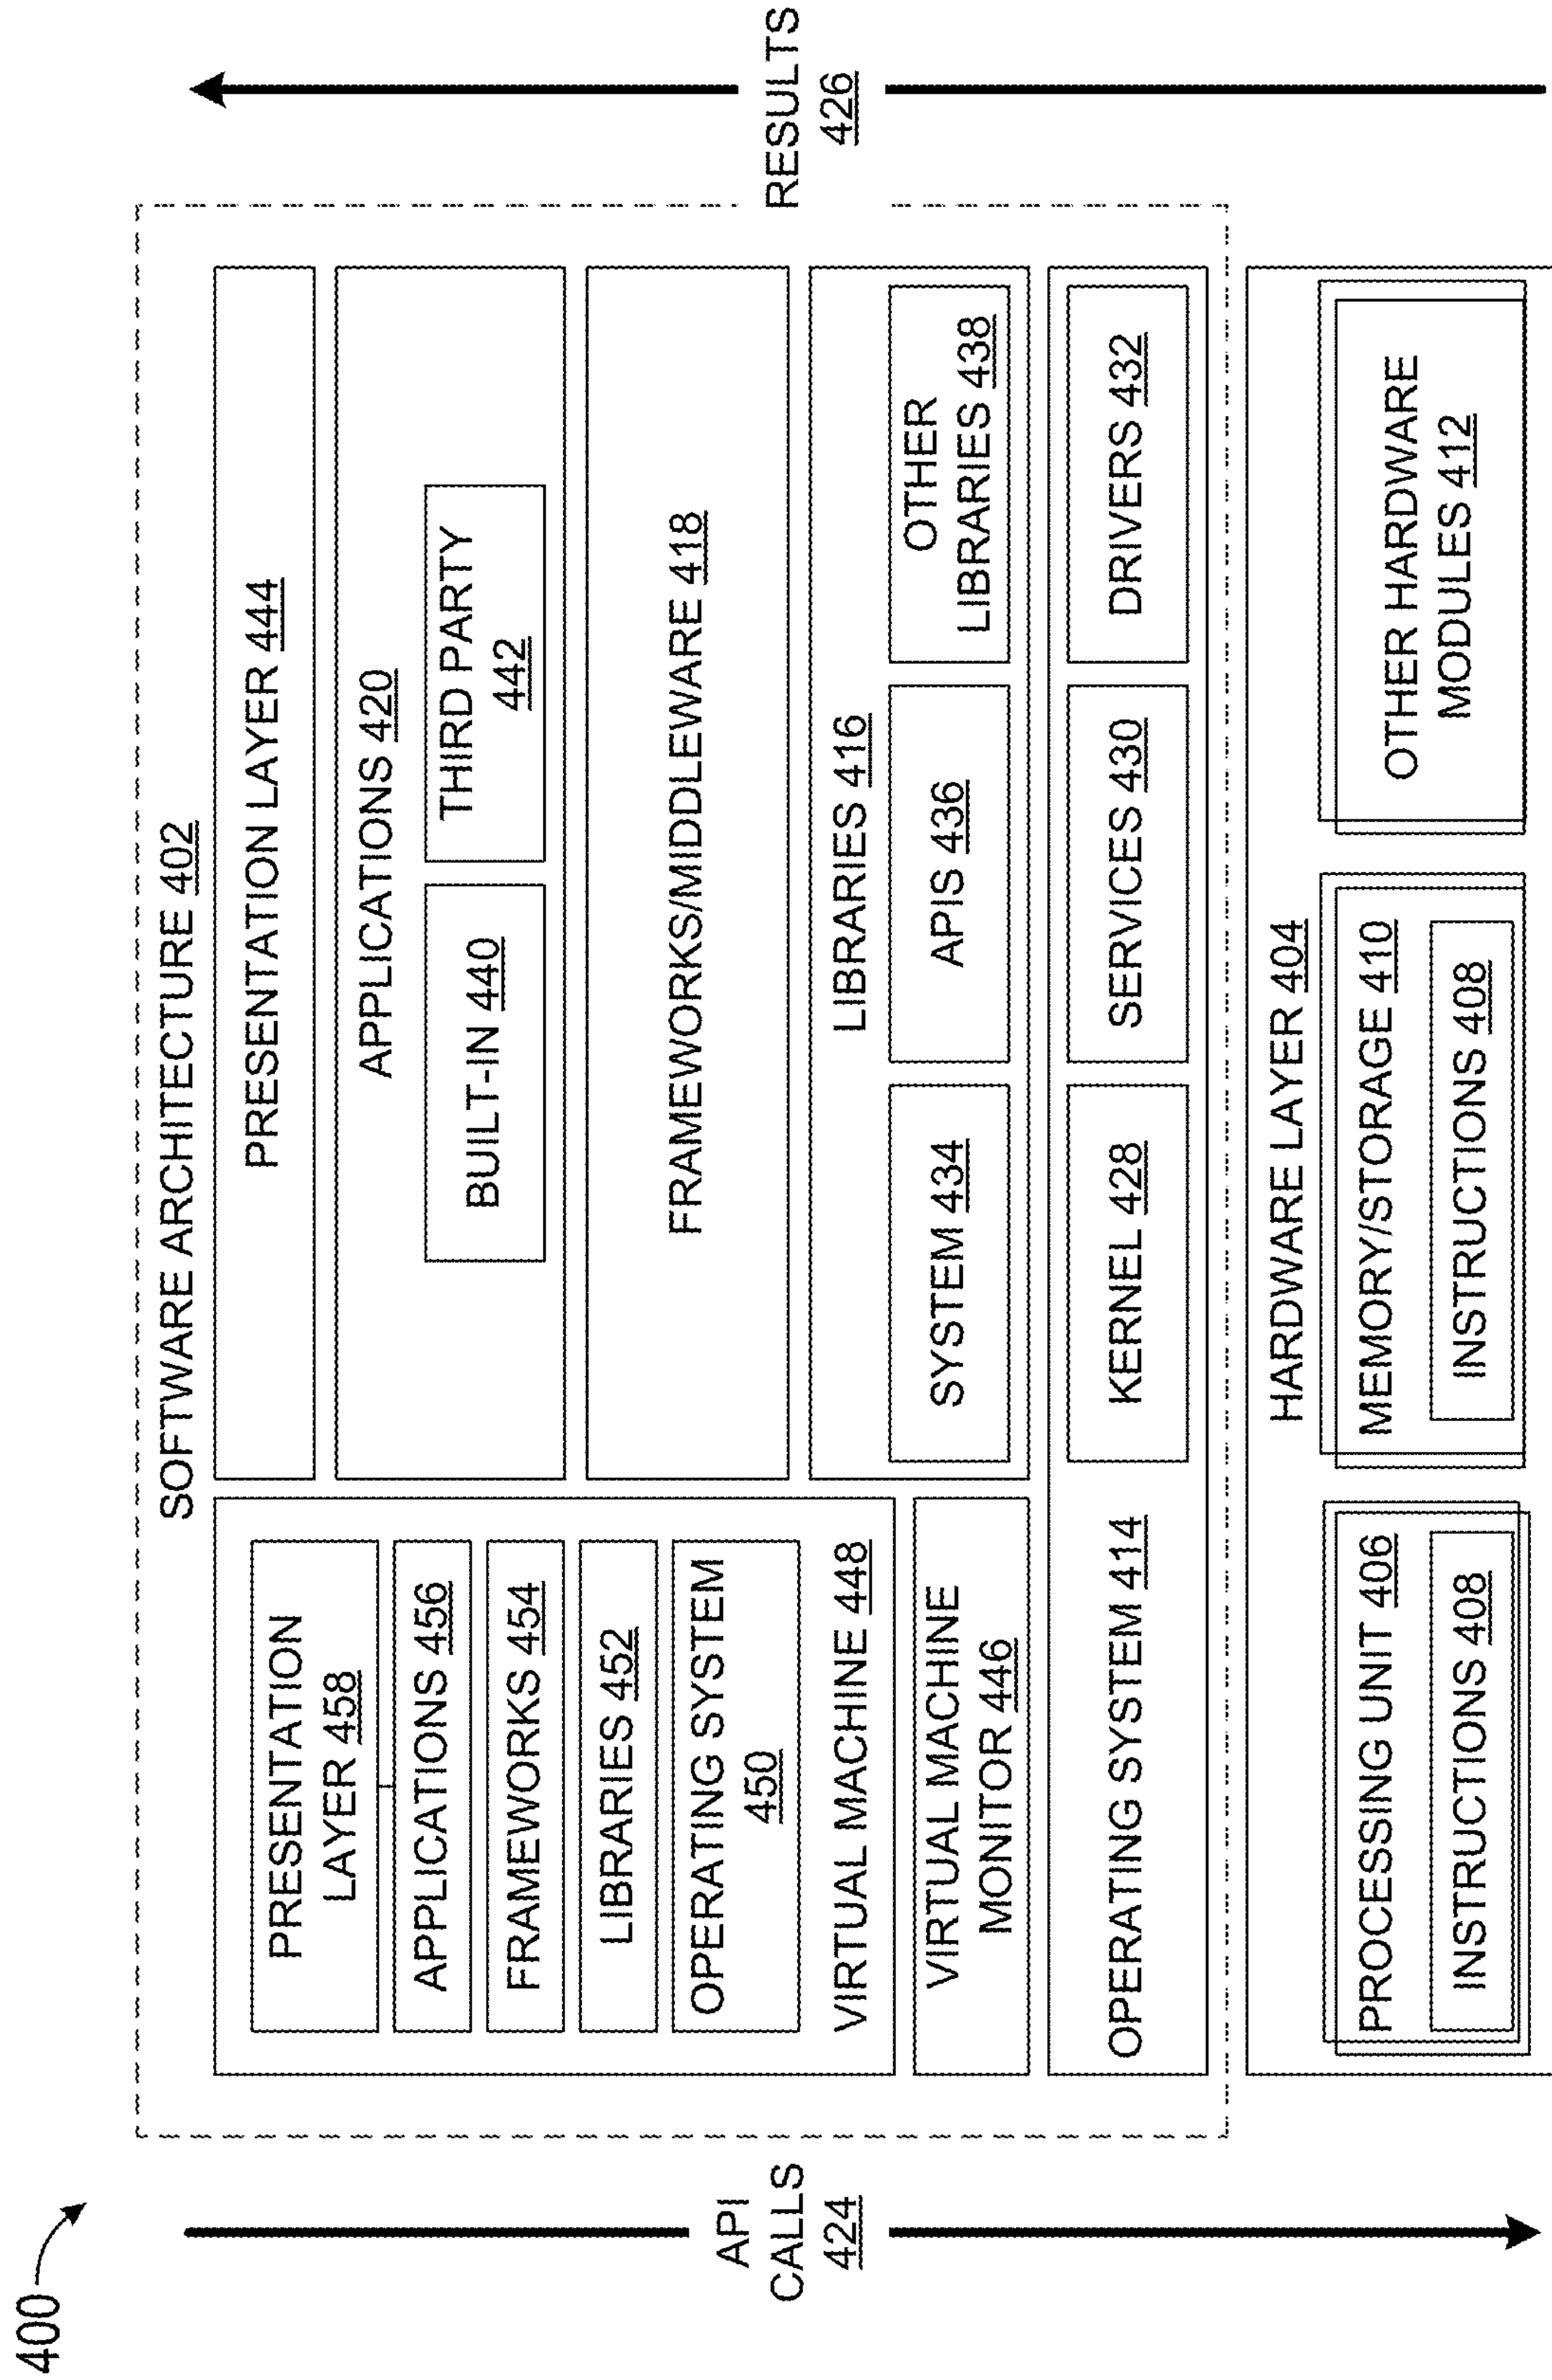 400
SOFTWARE ARCHITECTURE 402
PRESENTATION
LAYER 458
APPLICATIONS 456
FRAMEWORKS 454
LIBRARIES 452
OPERATING SYSTEM
450
VIRTUAL MACHINE 448
VIRTUAL MACHINE
MONITOR 446
PRESENTATION LAYER 444
APPLICATIONS 420
BUILT-IN 440
THIRD PARTY
442
FRAMEWORKS/MIDDLEWARE 418
LIBRARIES 416
SYSTEM 434
APIS 436
OTHER
LIBRARIES 438
OPERATING SYSTEM 414
KERNEL 428
SERVICES 430
DRIVERS 432
API
CALLS
424
RESULTS
426
HARDWARE LAYER 404
PROCESSING UNIT 406
INSTRUCTIONS 408
MEMORY/STORAGE 410
INSTRUCTIONS 408
OTHER HARDWARE
MODULES 412